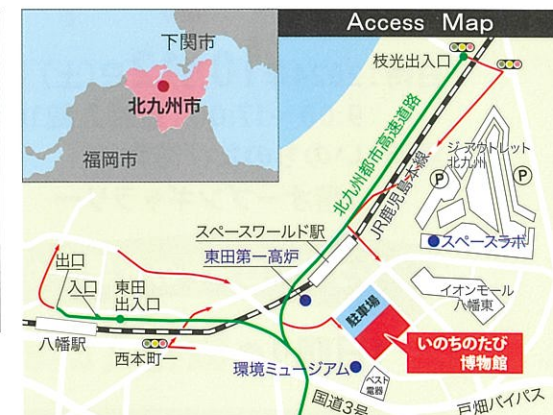 Access Map
下関市
北九州市
福岡市
枝光出入口
北九州都市高速道路
JR鹿児島本線
ジ アウトレット
北九州
P
P
スペースラボ
スペースワールド駅
東田第一高炉
イオンモール
八幡東
出口
入口
東田
出入口
駐車場
いのちのたび
博物館
八幡駅
西本町一
環境ミュージアム
ベスト
電器
国道3号
戸畑バイパス